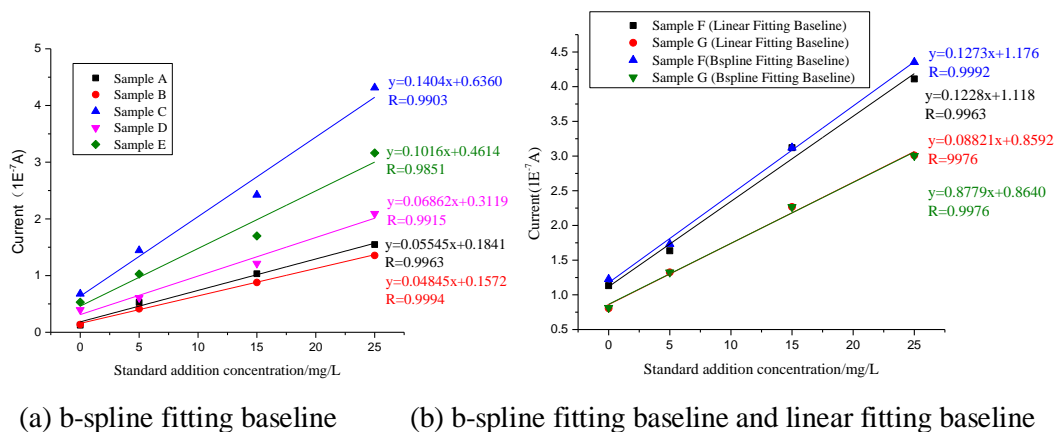 5
4
3
2
1
0
Current (1E⁻⁷A)
Sample A
Sample B
Sample C
Sample D
Sample E
y=0.1404x+0.6360
R=0.9903
y=0.1016x+0.4614
R=0.9851
y=0.06862x+0.3119
R=0.9915
y=0.05545x+0.1841
R=0.9963
y=0.04845x+0.1572
R=0.9994
0 5 10 15 20 25
Standard addition concentration/mg/L
(a) b-spline fitting baseline
Sample F (Linear Fitting Baseline)
Sample G (Linear Fitting Baseline)
Sample F(Bspline Fitting Baseline)
Sample G (Bspline Fitting Baseline)
4.5
4.0
3.5
3.0
2.5
2.0
1.5
1.0
0.5
Current(1E⁻⁷A)
y=0.1273x+1.176
R=0.9992
y=0.1228x+1.118
R=0.9963
y=0.08821x+0.8592
R=9976
y=0.8779x+0.8640
R=0.9976
0 5 10 15 20 25
Standard addition concentration/mg/L
(b) b-spline fitting baseline and linear fitting baseline